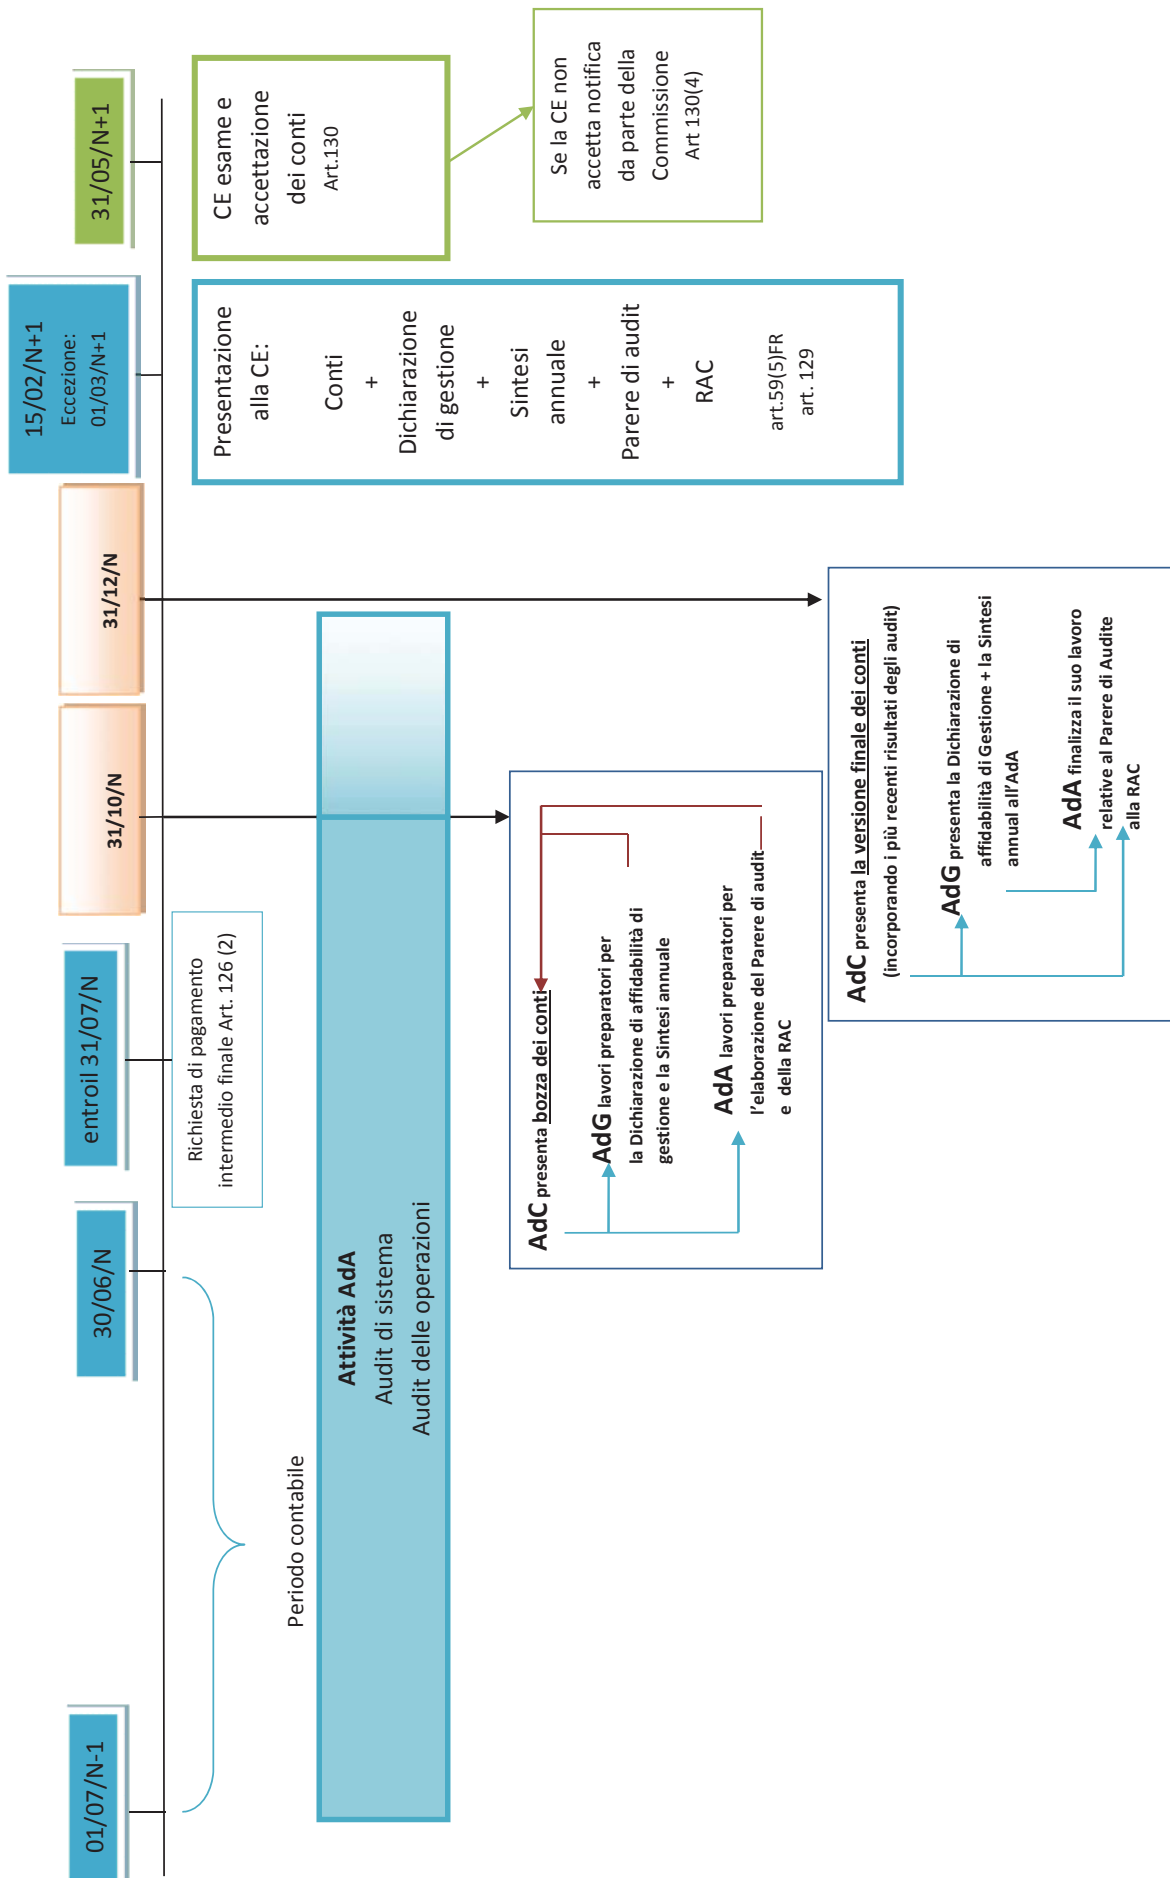 01/07/N-1
30/06/N
entroil 31/07/N
31/10/N
31/12/N
15/02/N+1
Eccezione:
01/03/N+1
31/05/N+1
Periodo contabile
Richiesta di pagamento
intermedio finale Art. 126 (2)
Attività AdA
Audit di sistema
Audit delle operazioni
AdC presenta bozza dei conti
AdG lavori preparatori per
la Dichiarazione di affidabilità di
gestione e la Sintesi annuale
AdA lavori preparatori per
l'elaborazione del Parere di audit
e della RAC
AdC presenta la versione finale dei conti
(incorporando i più recenti risultati degli audit)
AdG presenta la Dichiarazione di
affidabilità di Gestione + la Sintesi
annual all'AdA
AdA finalizza il suo lavoro
relative al Parere di Audite
alla RAC
Presentazione
alla CE:
Conti
+
Dichiarazione
di gestione
+
Sintesi
annuale
+
Parere di audit
+
RAC
art.59(5)FR
art. 129
CE esame e
accettazione
dei conti
Art.130
Se la CE non
accetta notifica
da parte della
Commissione
Art 130(4)